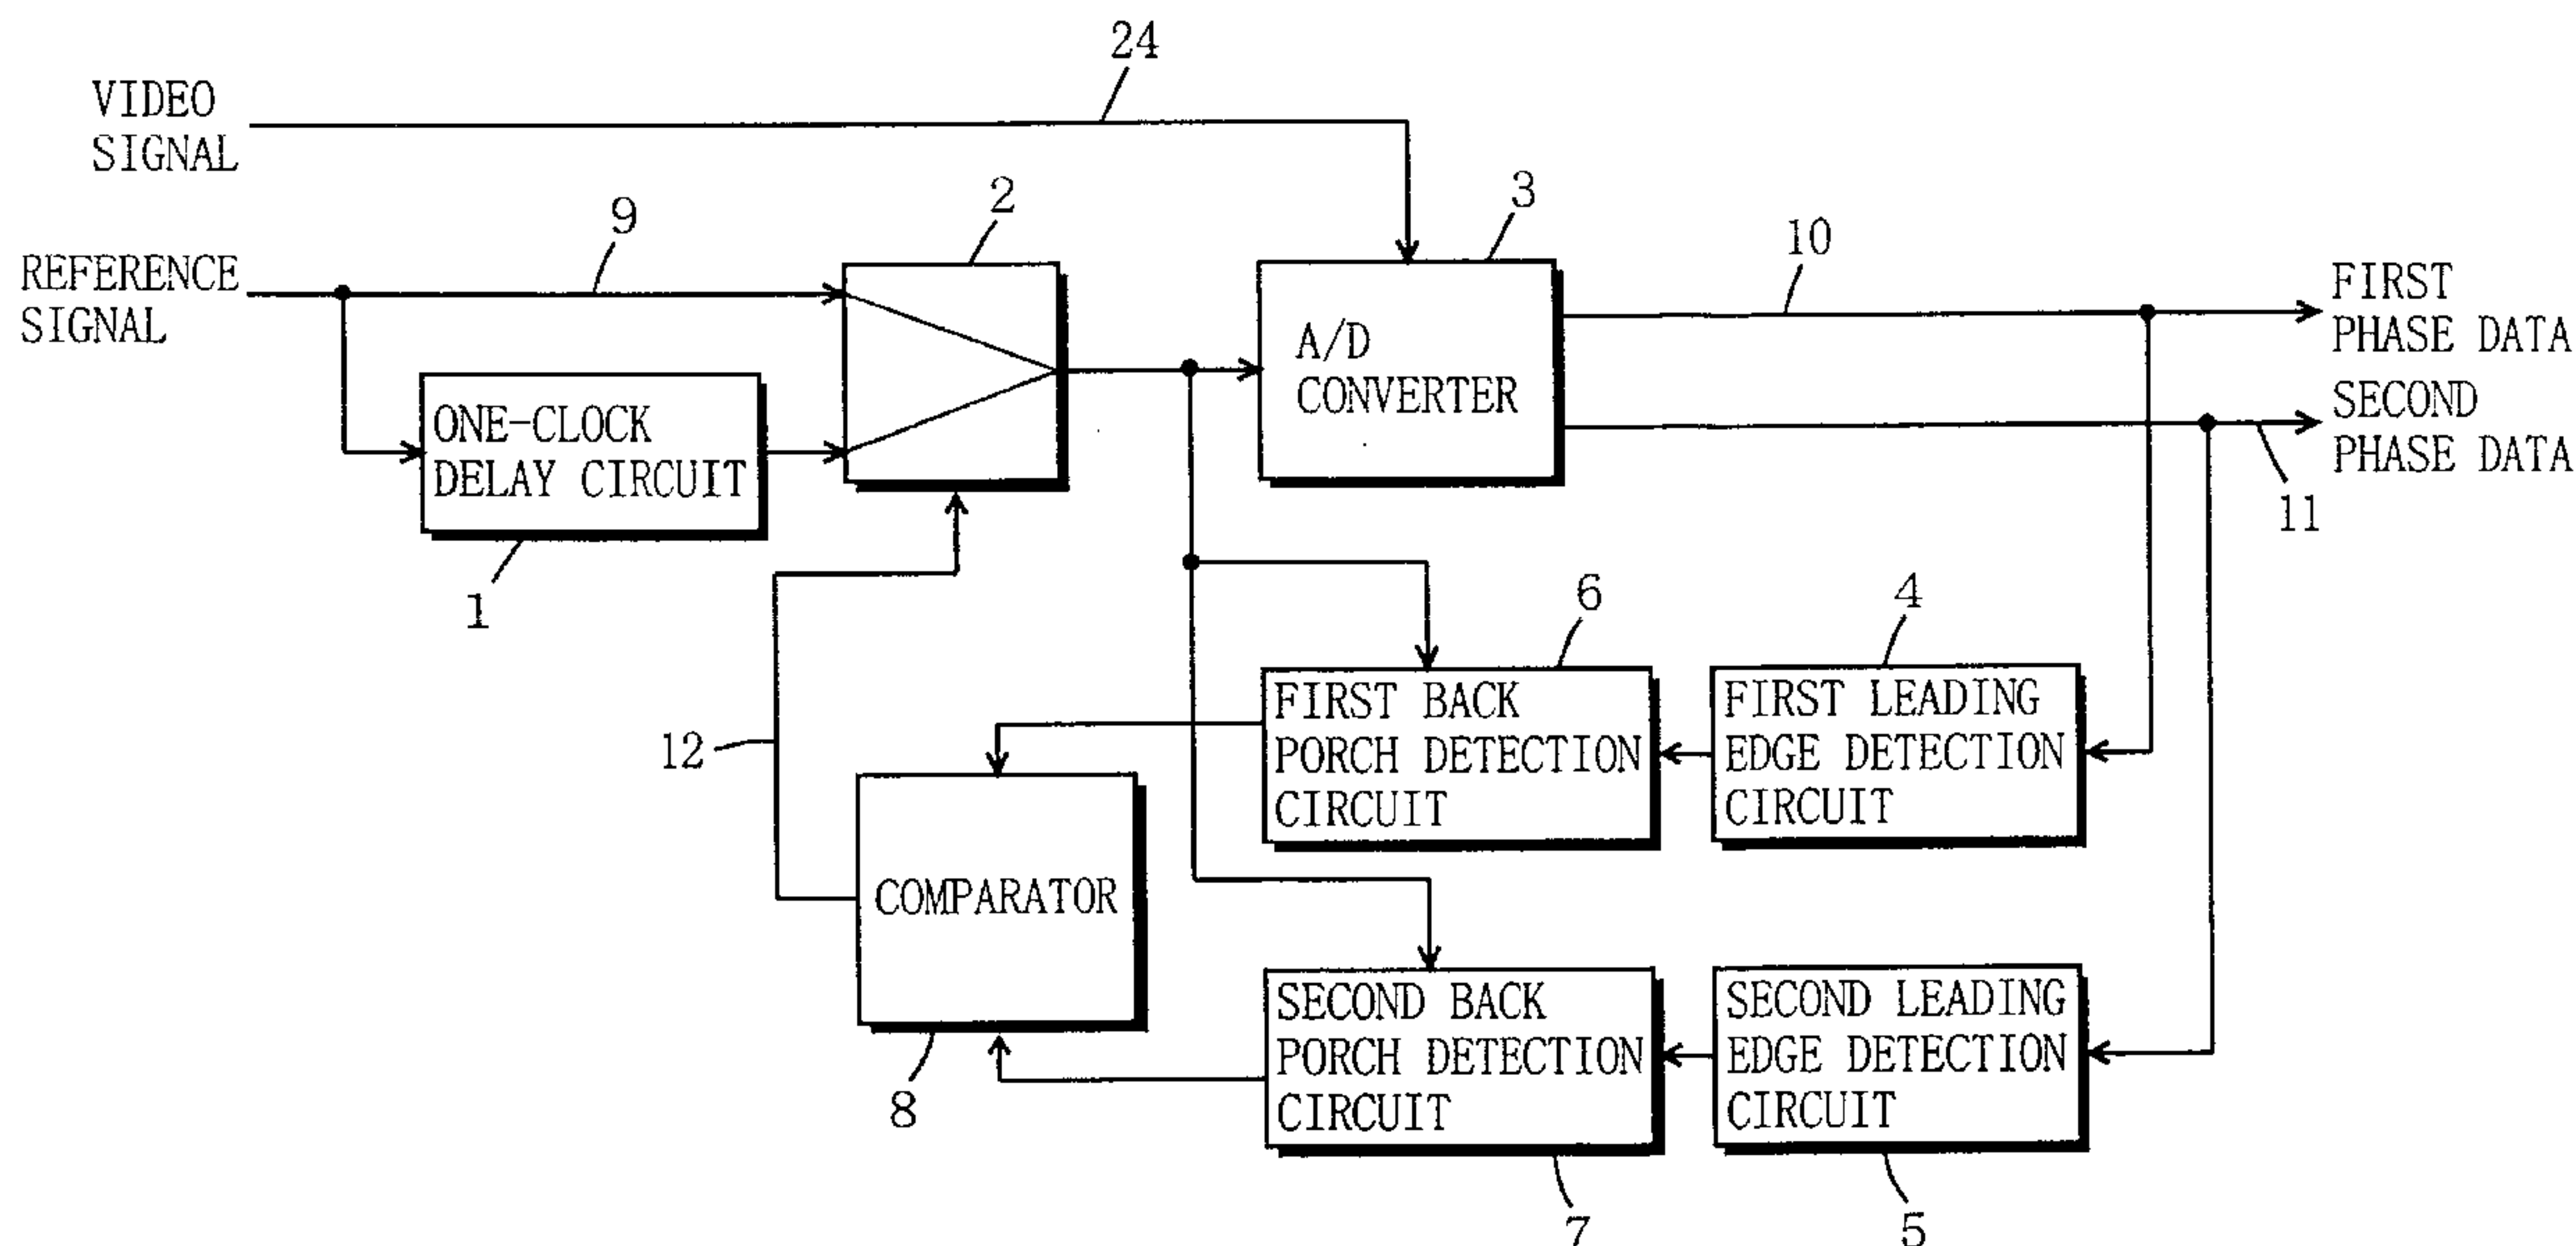 24
VIDEO
SIGNAL
2
3
9
10
REFERENCE
SIGNAL
FIRST
PHASE DATA
A/D
CONVERTER
SECOND
PHASE DATA
ONE-CLOCK
DELAY CIRCUIT
11
1
6
4
FIRST BACK
PORCH DETECTION
CIRCUIT
FIRST LEADING
EDGE DETECTION
CIRCUIT
12
COMPARATOR
8
SECOND BACK
PORCH DETECTION
CIRCUIT
SECOND LEADING
EDGE DETECTION
CIRCUIT
7
5